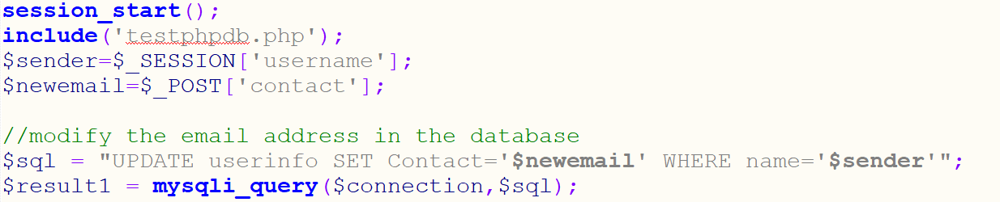 session_start();
include('testphpdb.php');
$sender=$_SESSION['username'];
$newemail=$_POST['contact'];
//modify the email address in the database
$sql = "UPDATE userinfo SET Contact='$newemail' WHERE name='$sender'";
$result1 = mysqli_query($connection,$sql);